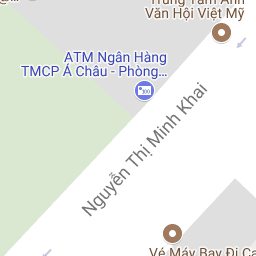 Trung Tâm Anh
Văn Hội Việt Mỹ
ATM Ngân Hàng
TMCP Á Châu - Phòng...
Nguyễn Thị Minh Khai
Vé Máy Bay Đi